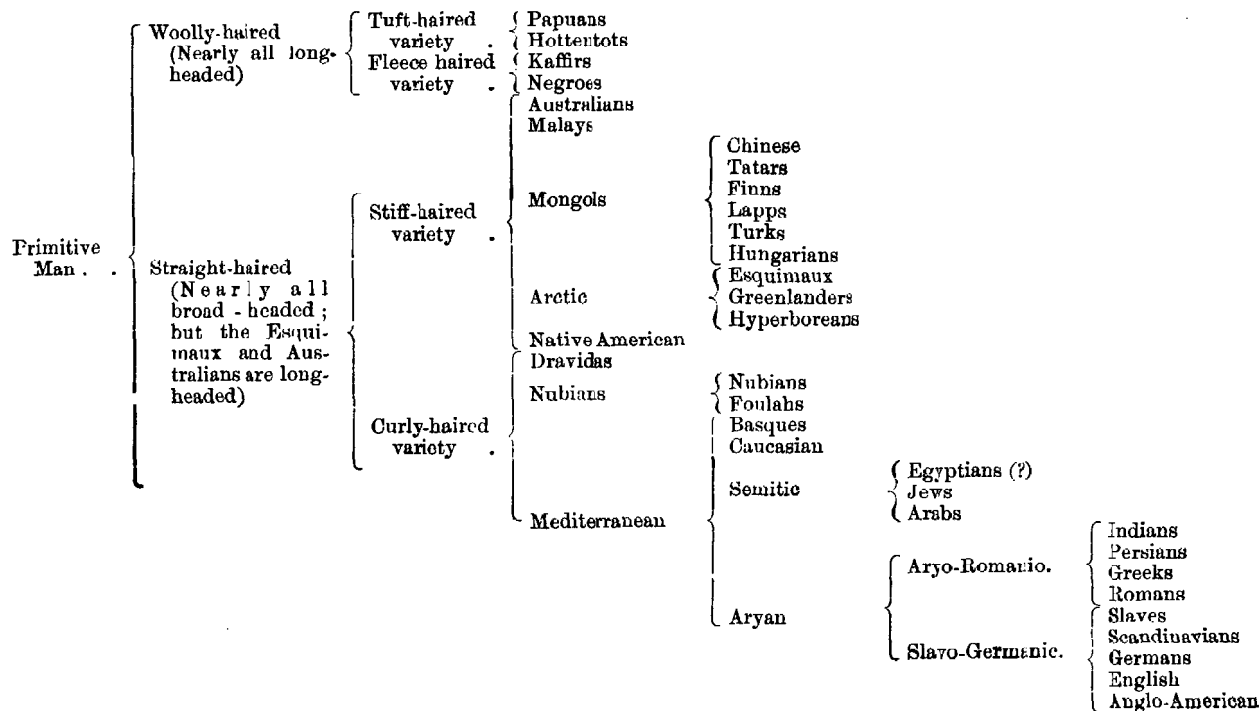 Woolly-haired
(Nearly all long-
headed)
Tuft-haired
variety .
Papuans
Hottentots
Fleece haired
variety .
Kaffirs
Negroes
Primitive
Man . .
Straight-haired
(Nearly all
broad-headed;
but the Esqui-
maux and Aus-
tralians are long-
headed)
Stiff-haired
variety .
Australians
Malays
Mongols
Chinese
Tatars
Finns
Lapps
Turks
Hungarians
Arctic
Esquimaux
Greenlanders
Hyperboreans
Native American
Curly-haired
variety .
Dravidas
Nubians
Nubians
Foulahs
Mediterranean
Basques
Caucasian
Semitic
Egyptians (?)
Jews
Arabs
Aryan
Aryo-Romanic.
Indians
Persians
Greeks
Romans
Slavo-Germanic.
Slaves
Scandinavians
Germans
English
Anglo-American